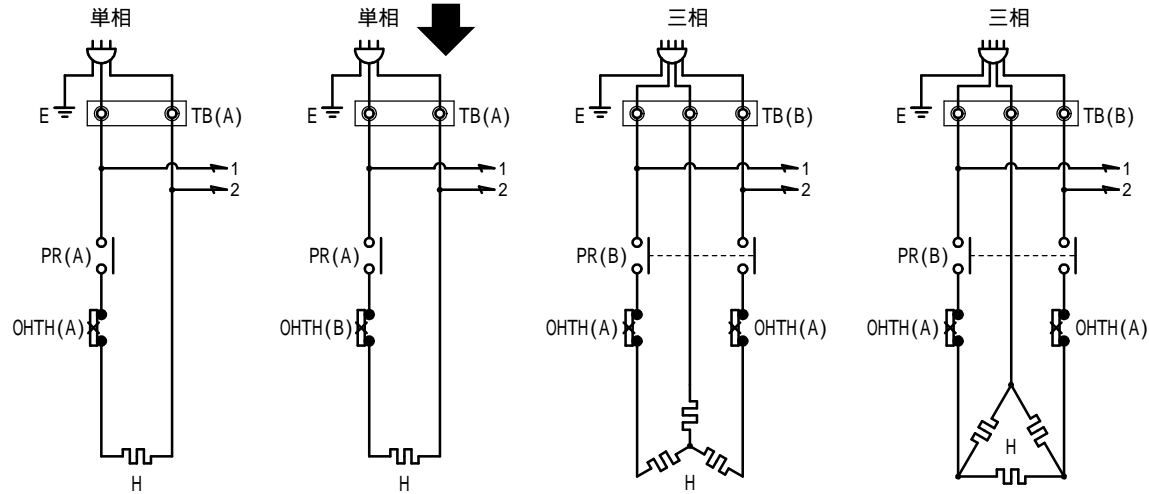 単相
単相
三相
三相
E
TB(A)
E
TB(A)
E
TB(B)
E
TB(B)
1
1
1
1
2
2
2
2
PR(A)
PR(A)
PR(B)
PR(B)
OHTH(A)
OHTH(B)
OHTH(A)
OHTH(A)
OHTH(A)
OHTH(A)
H
H
H
H